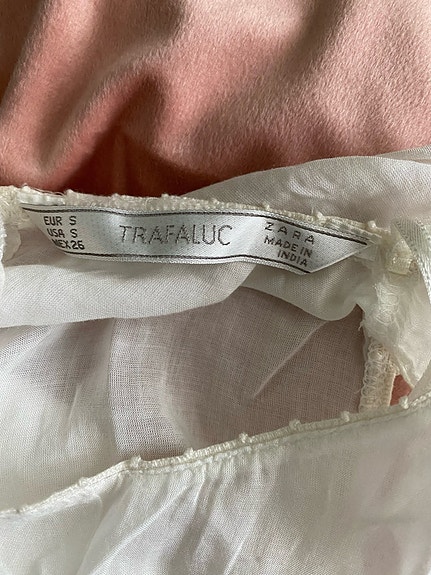 EUR S
USA S
MEX 26
TRAFALUC
ZARA
MADE IN
INDIA